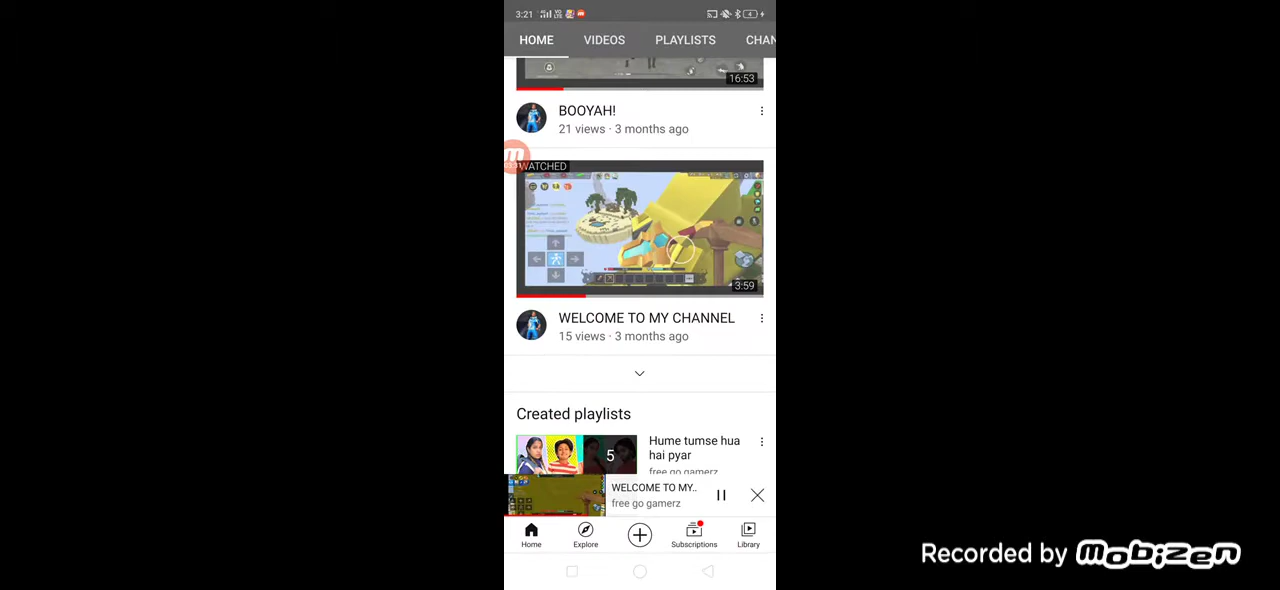 3:21
4
HOME VIDEOS PLAYLISTS CHAN
16:53
BOOYAH!
21 views · 3 months ago
WATCHED
3:59
WELCOME TO MY CHANNEL
15 views · 3 months ago
Created playlists
5
Hume tumse hua
hai pyar
free go gamerz
WELCOME TO MY..
free go gamerz
Home Explore Subscriptions Library
Recorded by mobizen